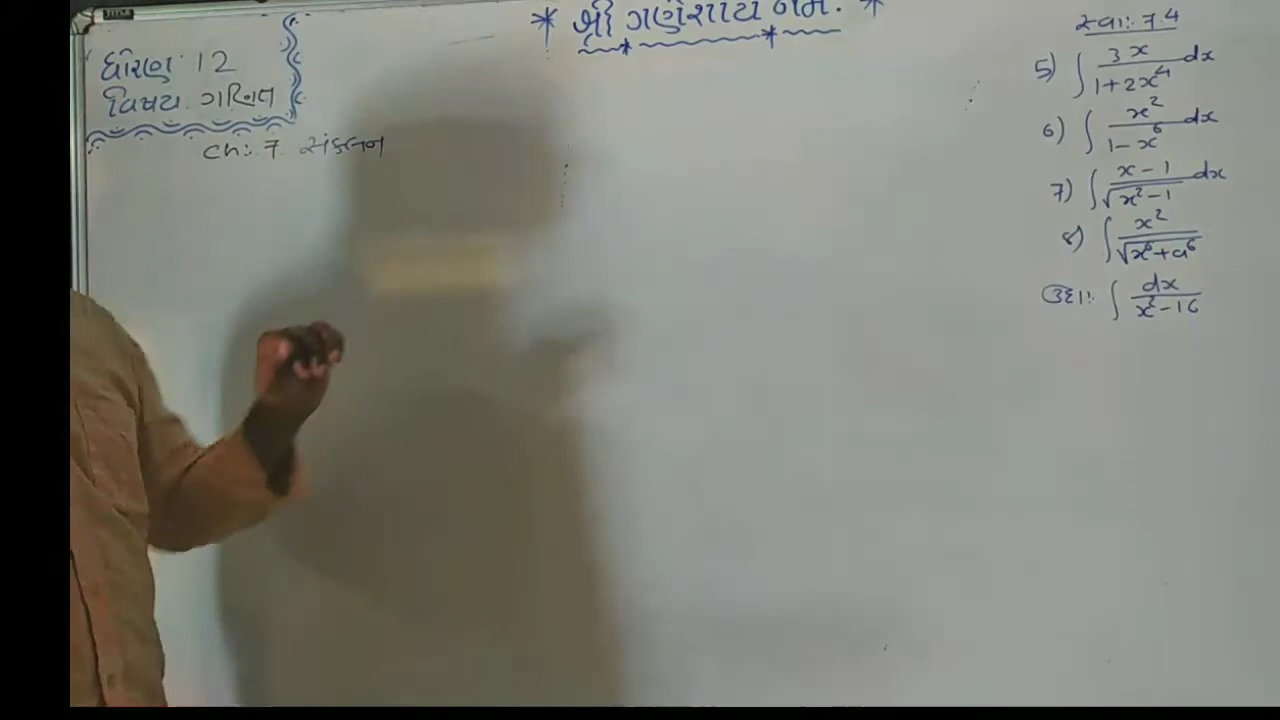 * શ્રી ગણેશાય નમઃ *
ધોરણ 12
વિષય ગણિત
ch: 7 સંકલન
સ્વા: 7.4
5) ∫ 3x / 1+2x⁴ dx
6) ∫ x² / 1-x⁶ dx
7) ∫ x-1 / √x²-1 dx
8) ∫ x² / √x⁶+a⁶
ઉદા: ∫ dx / x²-16